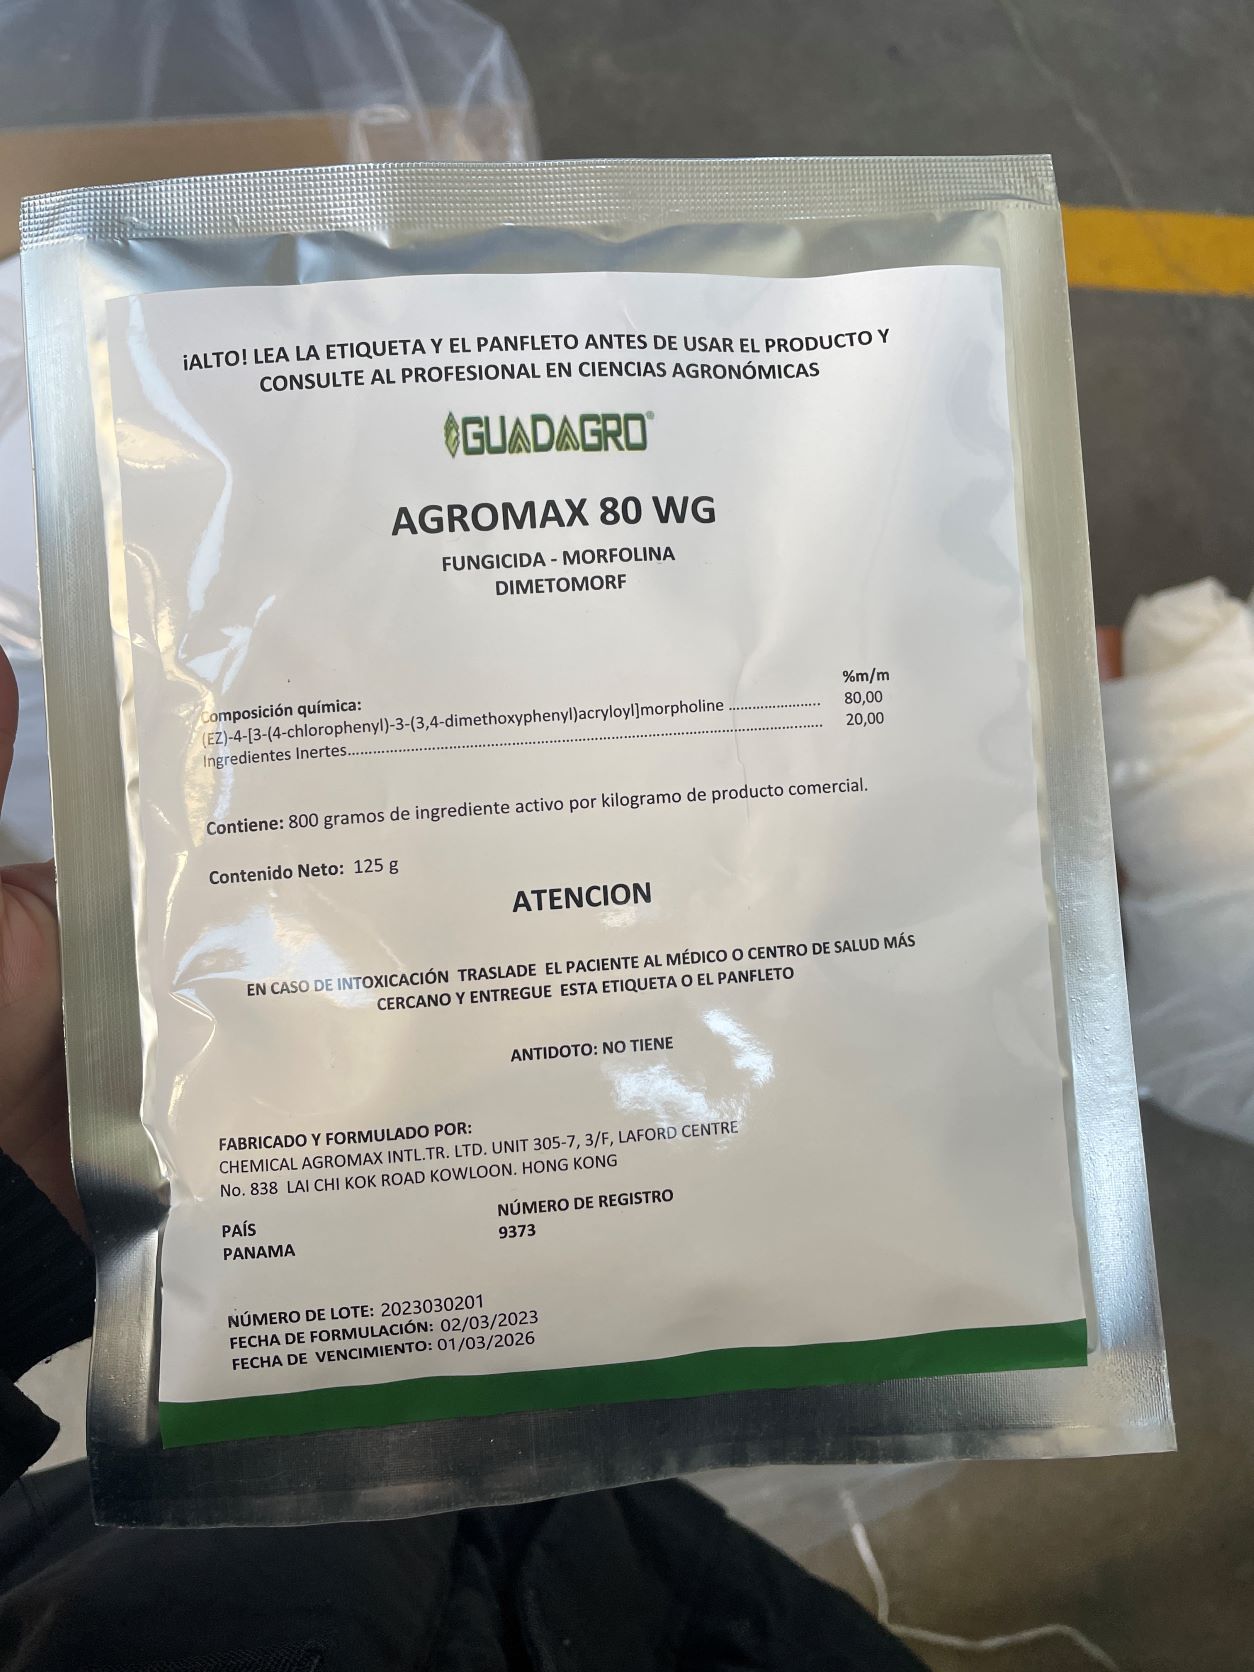 ¡ALTO! LEA LA ETIQUETA Y EL PANFLETO ANTES DE USAR EL PRODUCTO Y
CONSULTE AL PROFESIONAL EN CIENCIAS AGRONÓMICAS
GUADAGRO®
AGROMAX 80 WG
FUNGICIDA - MORFOLINA
DIMETOMORF
%m/m
Composición química:
(EZ)-4-[3-(4-chlorophenyl)-3-(3,4-dimethoxyphenyl)acryloyl]morpholine ...................... 80,00
Ingredientes Inertes.................................................................................... 20,00
Contiene: 800 gramos de ingrediente activo por kilogramo de producto comercial.
Contenido Neto: 125 g
ATENCION
EN CASO DE INTOXICACIÓN TRASLADE EL PACIENTE AL MÉDICO O CENTRO DE SALUD MÁS
CERCANO Y ENTREGUE ESTA ETIQUETA O EL PANFLETO
ANTIDOTO: NO TIENE
FABRICADO Y FORMULADO POR:
CHEMICAL AGROMAX INTL.TR. LTD. UNIT 305-7, 3/F, LAFORD CENTRE
No. 838 LAI CHI KOK ROAD KOWLOON. HONG KONG
PAÍS NÚMERO DE REGISTRO
PANAMA 9373
NÚMERO DE LOTE: 2023030201
FECHA DE FORMULACIÓN: 02/03/2023
FECHA DE VENCIMIENTO: 01/03/2026